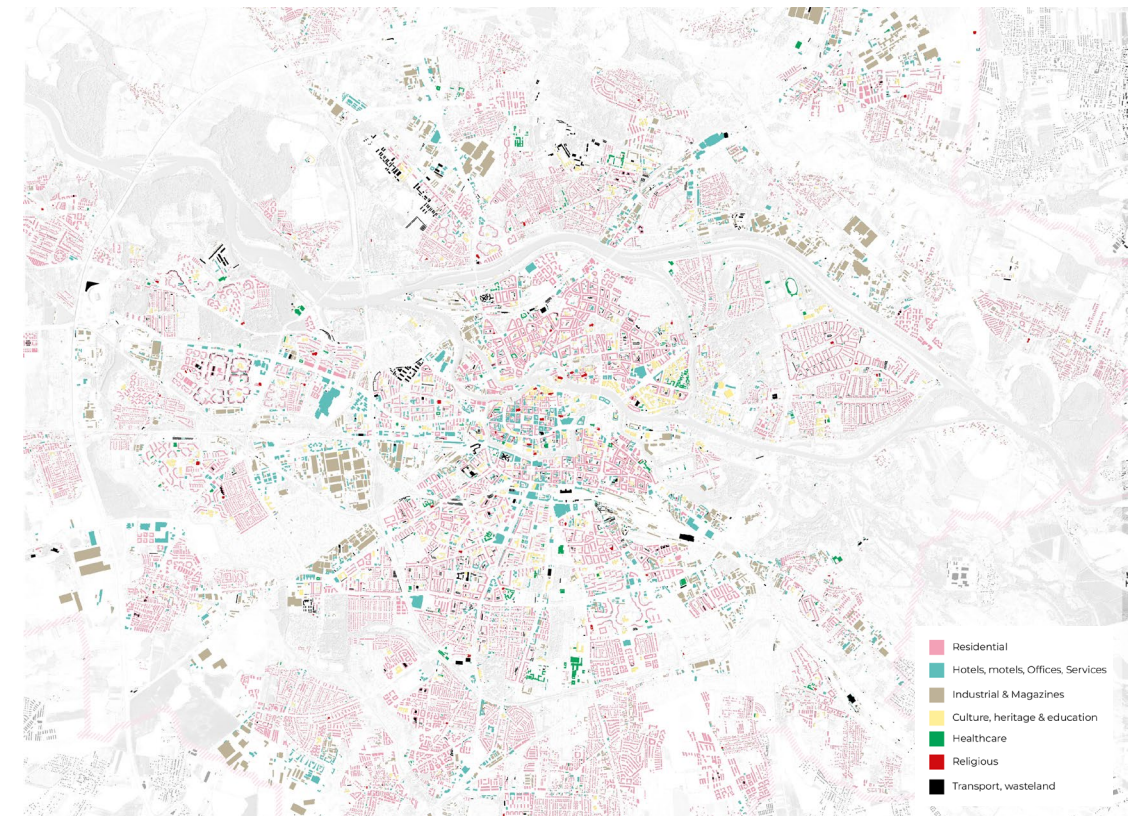 Residential
Hotels, motels, Offices, Services
Industrial & Magazines
Culture, heritage & education
Healthcare
Religious
Transport, wasteland